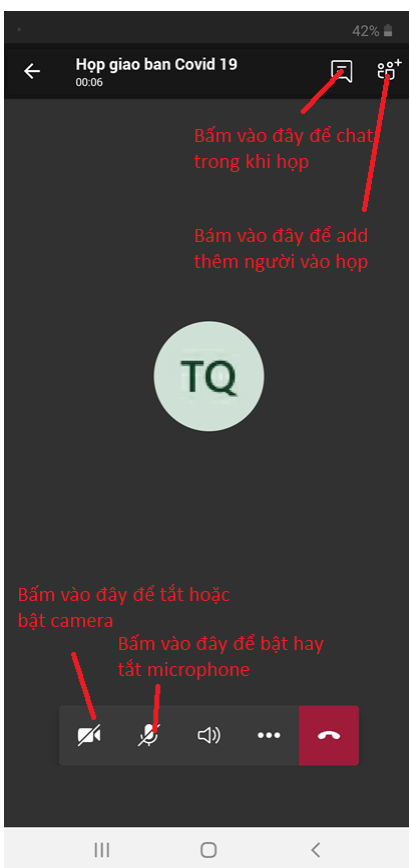 42%
Họp giao ban Covid 19
00:06
Bấm vào đây để chat
trong khi họp
Bám vào đây để add
thêm người vào họp
TQ
Bấm vào đây để tắt hoặc
bật camera
Bấm vào đây để bật hay
tắt microphone